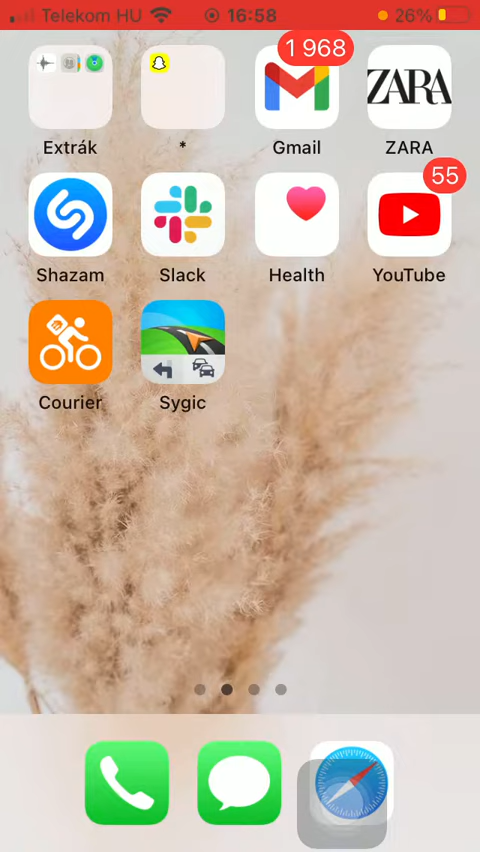 Telekom HU 16:58 26%
1 968
ZARA
Extrák * Gmail ZARA
55
Shazam Slack Health YouTube
Courier Sygic